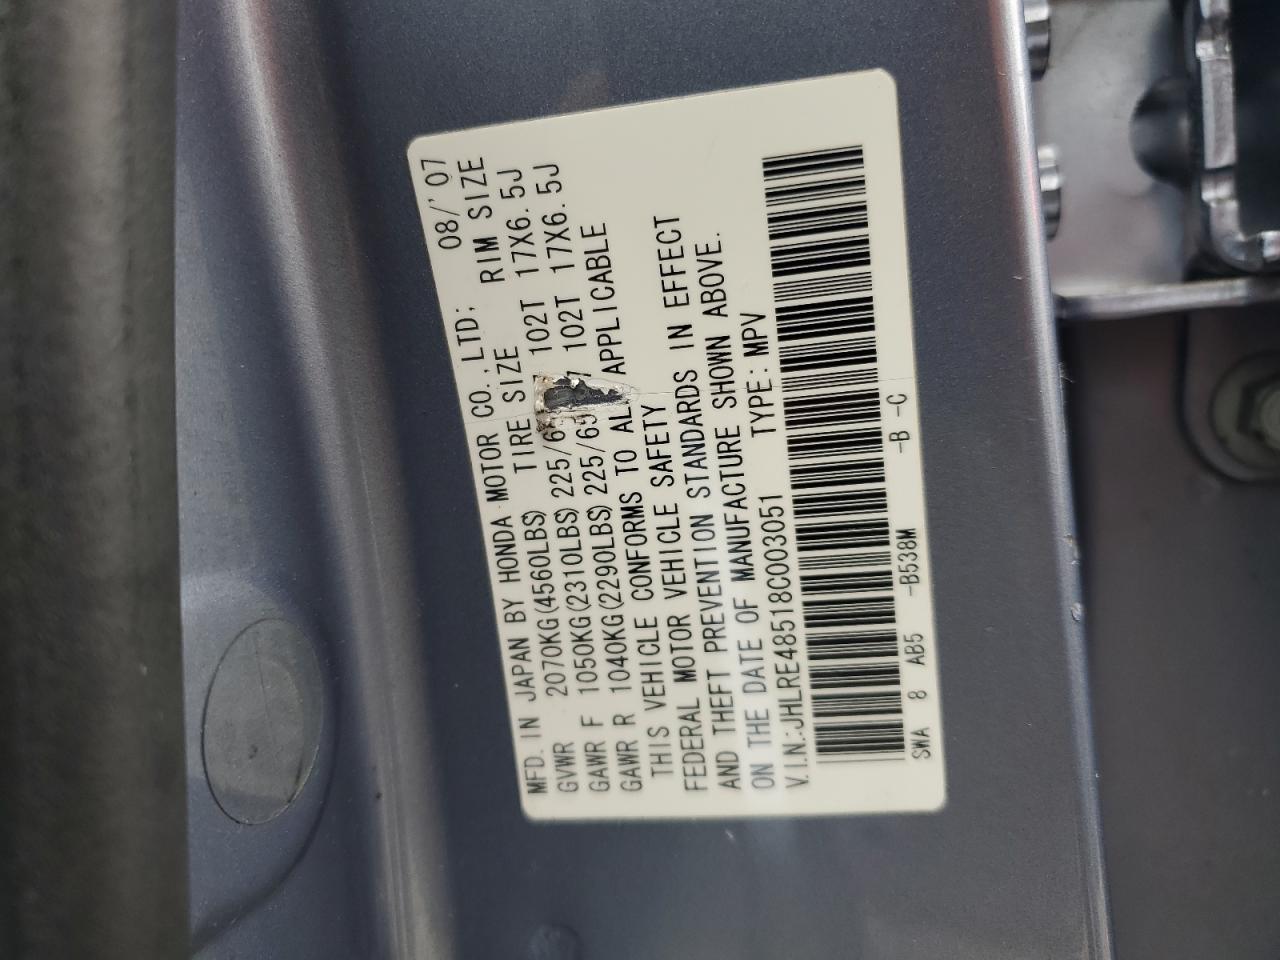 MFD. IN JAPAN BY HONDA MOTOR CO., LTD; 08/'07
GVWR 2070KG(4560LBS) TIRE SIZE RIM SIZE
GAWR F 1050KG(2310LBS) 225/6 102T 17X6.5J
GAWR R 1040KG(2290LBS) 225/65 102T 17X6.5J
THIS VEHICLE CONFORMS TO AL APPLICABLE
FEDERAL MOTOR VEHICLE SAFETY
AND THEFT PREVENTION STANDARDS IN EFFECT
ON THE DATE OF MANUFACTURE SHOWN ABOVE.
V.I.N.:JHLRE48518C003051 TYPE:MPV
SWA 8 AB5 -B538M -B -C